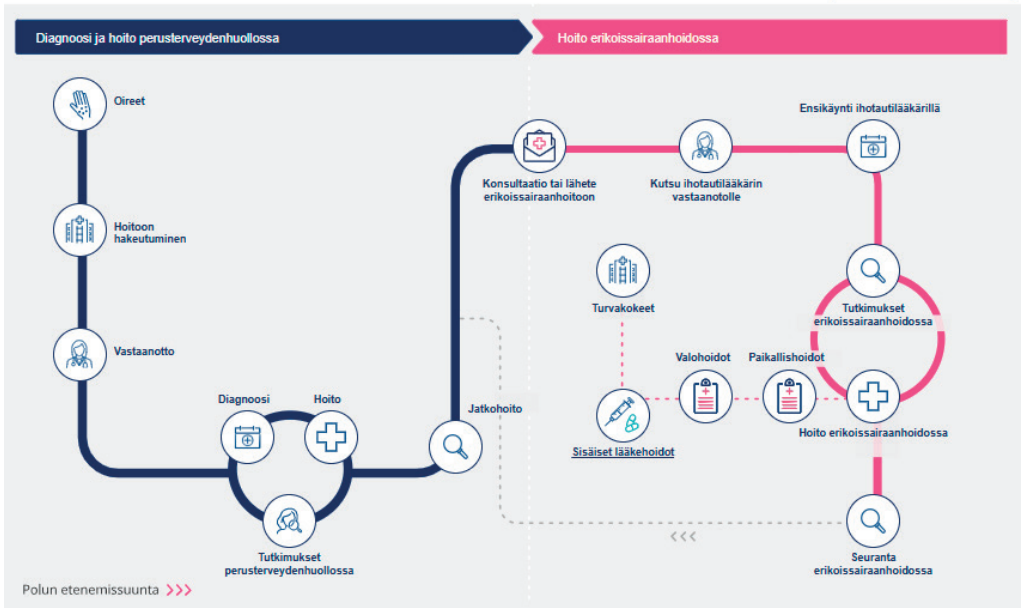 Diagnoosi ja hoito perusterveydenhuollossa
Hoito erikoissairaanhoidossa
Oireet
Hoitoon
hakeutuminen
Vastaanotto
Diagnoosi
Hoito
Tutkimukset
perusterveydenhuollossa
Jatkohoito
Konsultaatio tai lähete
erikoissairaanhoitoon
Kutsu ihotautilääkärin
vastaanotolle
Ensikäynti ihotautilääkärillä
Tutkimukset
erikoissairaanhoidossa
Turvakokeet
Valohoidot
Paikallishoidot
Sisäiset lääkehoidot
Hoito erikoissairaanhoidossa
Seuranta
erikoissairaanhoidossa
<<<
Polun etenemissuunta >>>